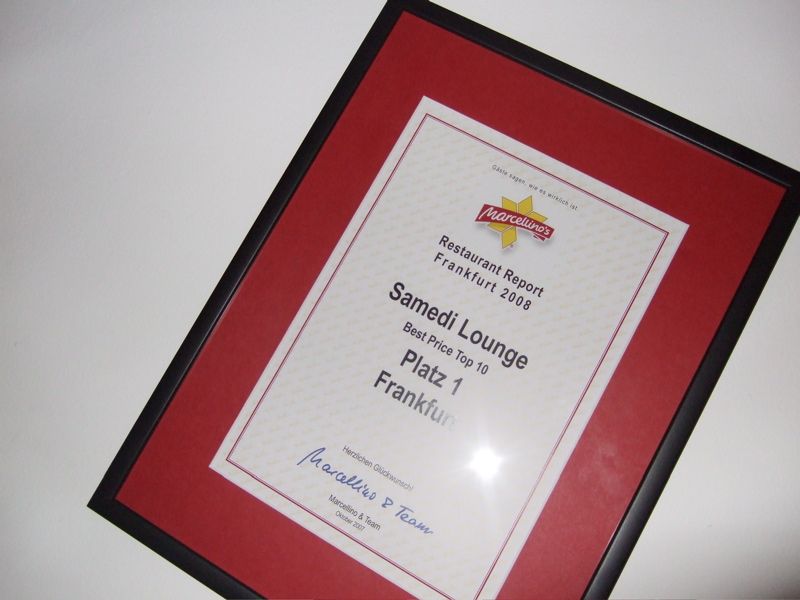 Gäste sagen, wie es wirklich ist.
Marcellino's
Restaurant Report
Frankfurt 2008
Samedi Lounge
Best Price Top 10
Platz 1
Frankfurt
Herzlichen Glückwunsch!
Marcellino & Team
Marcellino & Team
Oktober 2007